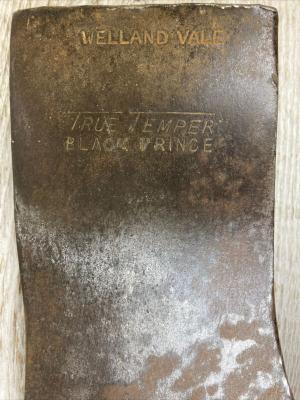 WELLAND VALE
TRUE TEMPER
BLACK PRINCE